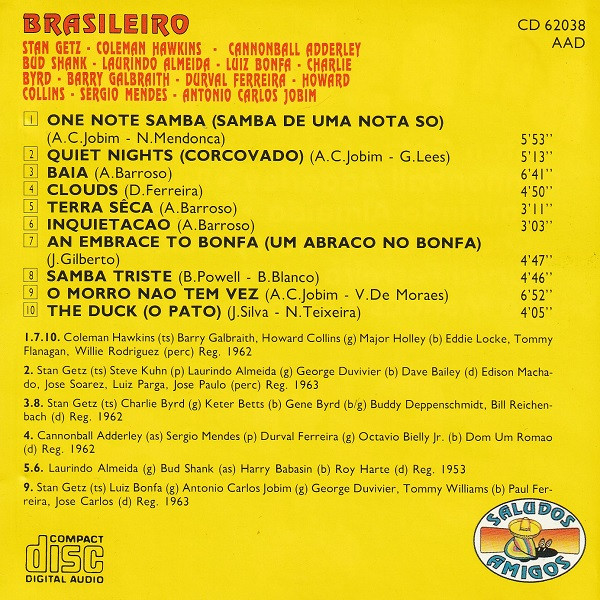 BRASILEIRO
CD 62038
AAD
STAN GETZ - COLEMAN HAWKINS - CANNONBALL ADDERLEY
BUD SHANK - LAURINDO ALMEIDA - LUIZ BONFA - CHARLIE
BYRD - BARRY GALBRAITH - DURVAL FERREIRA - HOWARD
COLLINS - SERGIO MENDES - ANTONIO CARLOS JOBIM
1 ONE NOTE SAMBA (SAMBA DE UMA NOTA SO)
(A.C.Jobim - N.Mendonca) 5'53''
2 QUIET NIGHTS (CORCOVADO) (A.C.Jobim - G.Lees) 5'13''
3 BAIA (A.Barroso) 6'41''
4 CLOUDS (D.Ferreira) 4'50''
5 TERRA SÊCA (A.Barroso) 3'11''
6 INQUIETACAO (A.Barroso) 3'03''
7 AN EMBRACE TO BONFA (UM ABRACO NO BONFA)
(J.Gilberto) 4'47''
8 SAMBA TRISTE (B.Powell - B.Blanco) 4'46''
9 O MORRO NAO TEM VEZ (A.C.Jobim - V.De Moraes) 6'52''
10 THE DUCK (O PATO) (J.Silva - N.Teixeira) 4'05''
1.7.10. Coleman Hawkins (ts) Barry Galbraith, Howard Collins (g) Major Holley (b) Eddie Locke, Tommy
Flanagan, Willie Rodriguez (perc) Reg. 1962
2. Stan Getz (ts) Steve Kuhn (p) Laurindo Almeida (g) George Duvivier (b) Dave Bailey (d) Edison Macha-
do, Jose Soarez, Luiz Parga, Jose Paulo (perc) Reg. 1963
3.8. Stan Getz (ts) Charlie Byrd (g) Keter Betts (b) Gene Byrd (b/g) Buddy Deppenschmidt, Bill Reichen-
bach (d) Reg. 1962
4. Cannonball Adderley (as) Sergio Mendes (p) Durval Ferreira (g) Octavio Bielly Jr. (b) Dom Um Romao
(d) Reg. 1962
5.6. Laurindo Almeida (g) Bud Shank (as) Harry Babasin (b) Roy Harte (d) Reg. 1953
9. Stan Getz (ts) Luiz Bonfa (g) Antonio Carlos Jobim (g) George Duvivier, Tommy Williams (b) Paul Fer-
reira, Jose Carlos (d) Reg. 1963
COMPACT
disc
DIGITAL AUDIO
SALUDOS
AMIGOS